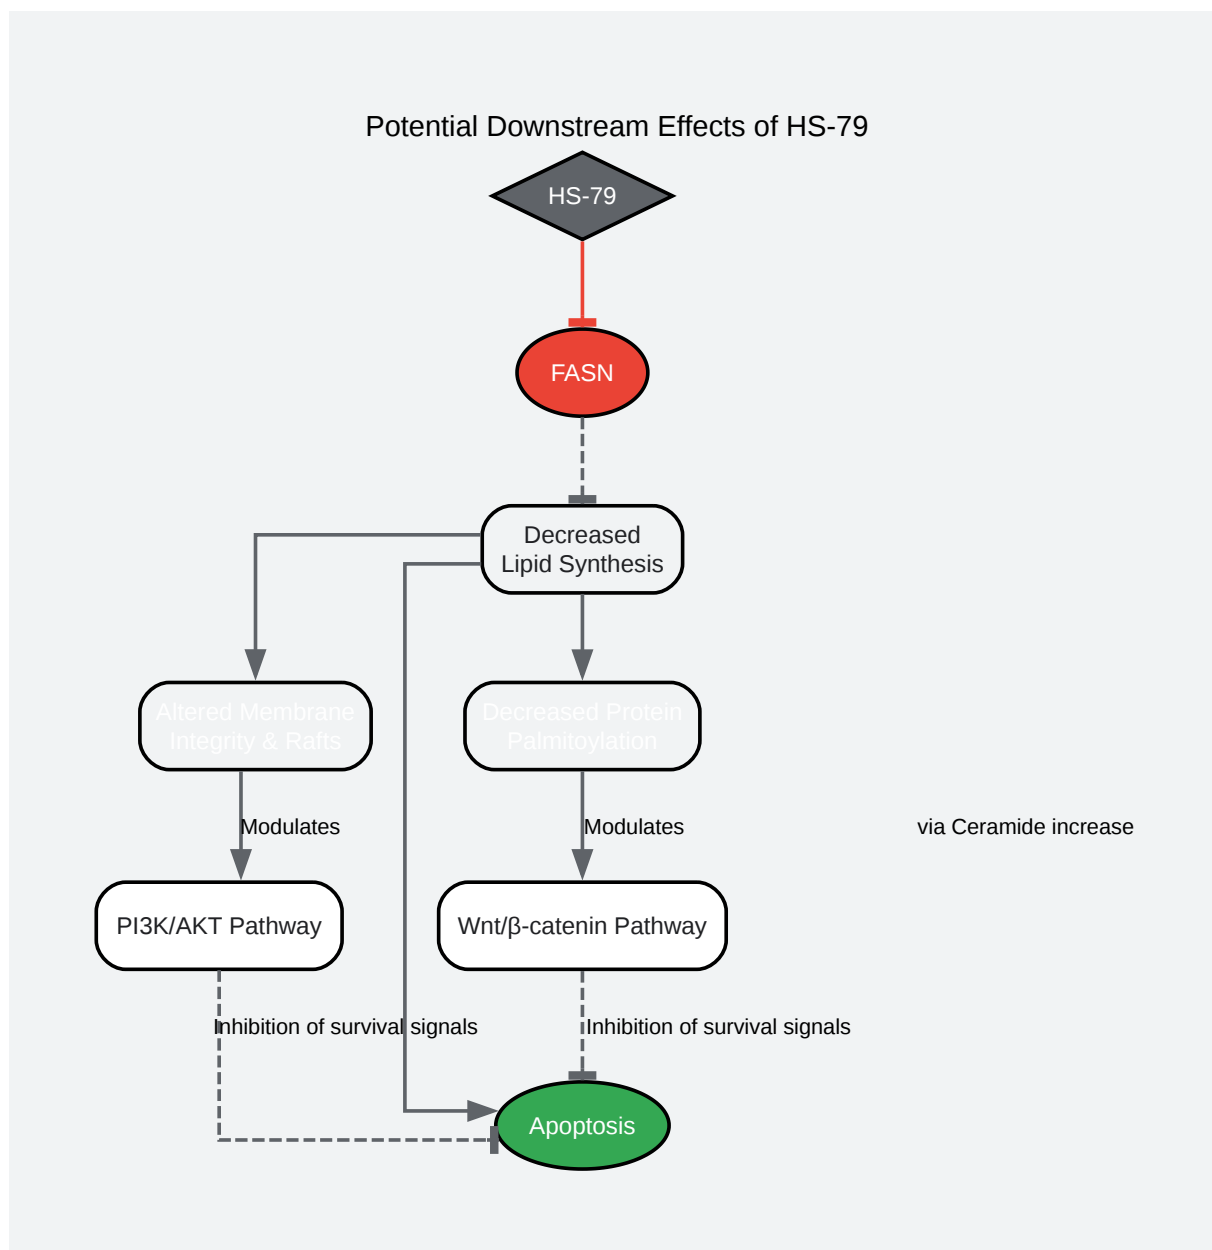 Potential Downstream Effects of HS-79
HS-79
FASN
Decreased
Lipid Synthesis
Altered Membrane
Integrity & Rafts
Decreased Protein
Palmitoylation
Modulates
Modulates
via Ceramide increase
PI3K/AKT Pathway
Wnt/β-catenin Pathway
Inhibition of survival signals
Inhibition of survival signals
Apoptosis